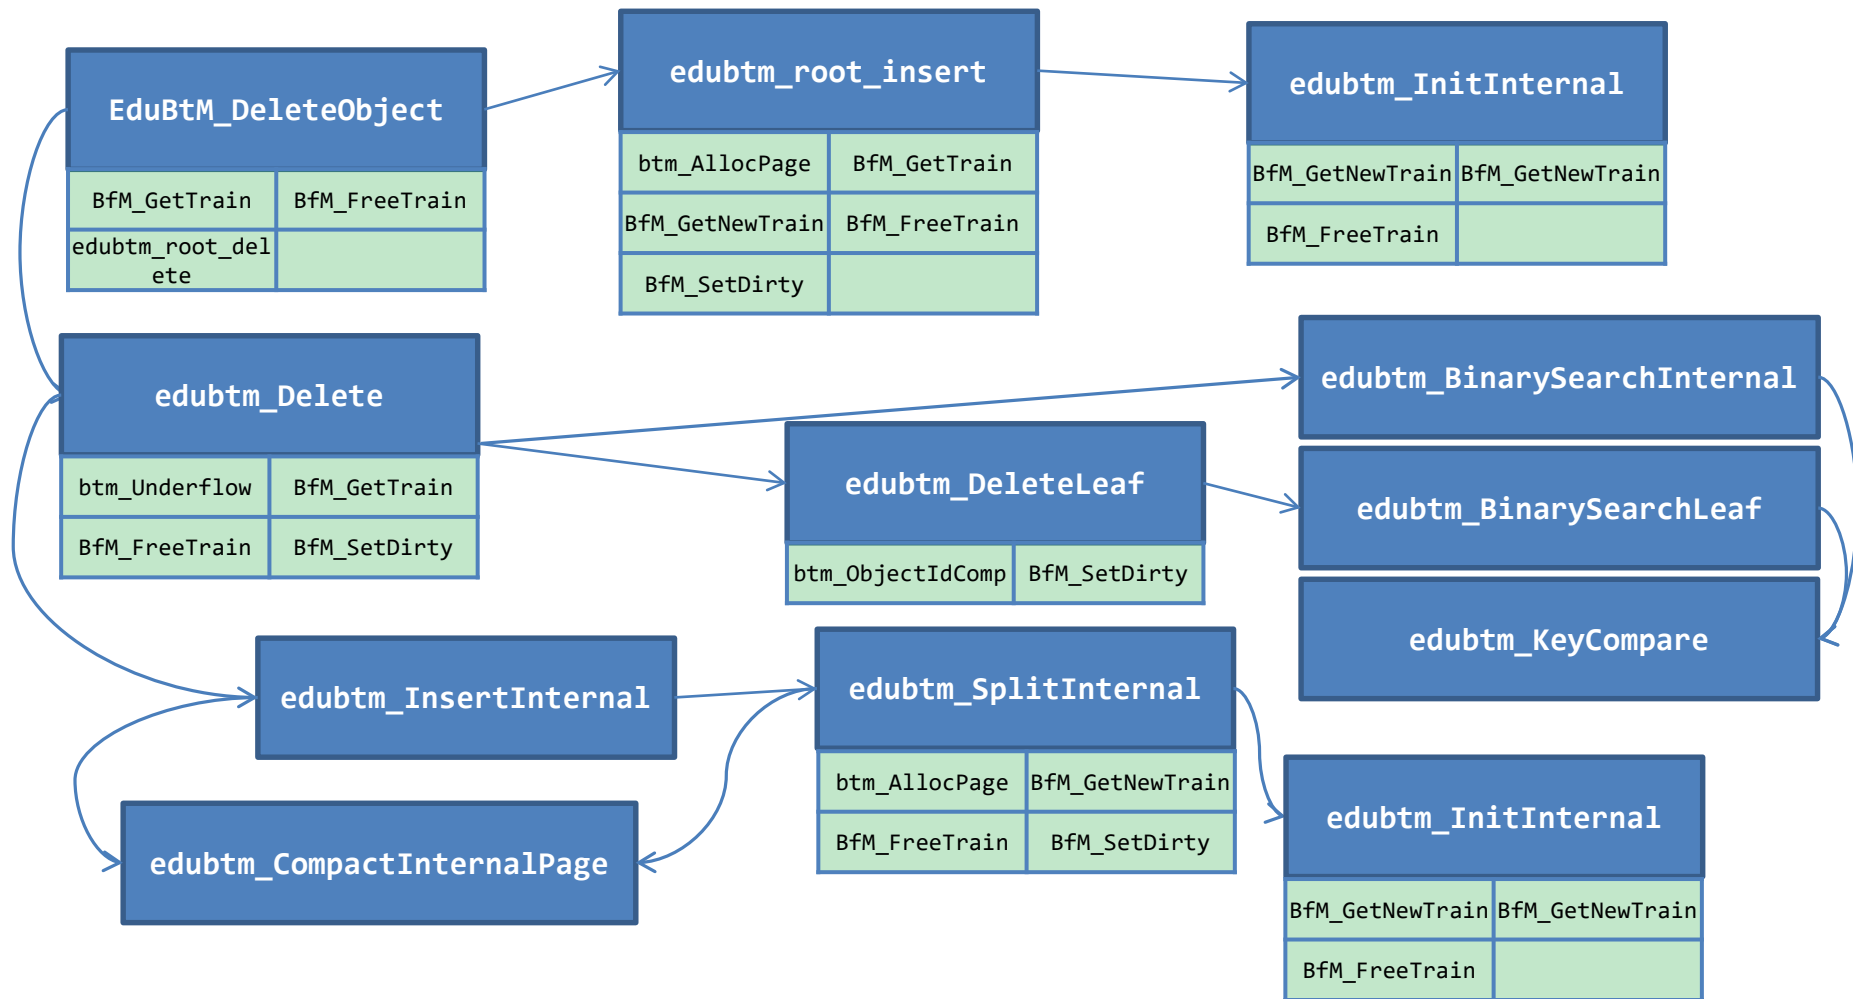 EduBtM_DeleteObject
BfM_GetTrain
BfM_FreeTrain
edubtm_root_del
ete
edubtm_root_insert
btm_AllocPage
BfM_GetTrain
BfM_GetNewTrain
BfM_FreeTrain
BfM_SetDirty
edubtm_InitInternal
BfM_GetNewTrain
BfM_GetNewTrain
BfM_FreeTrain
edubtm_Delete
btm_Underflow
BfM_GetTrain
BfM_FreeTrain
BfM_SetDirty
edubtm_DeleteLeaf
btm_ObjectIdComp
BfM_SetDirty
edubtm_BinarySearchInternal
edubtm_BinarySearchLeaf
edubtm_KeyCompare
edubtm_InsertInternal
edubtm_SplitInternal
btm_AllocPage
BfM_GetNewTrain
BfM_FreeTrain
BfM_SetDirty
edubtm_CompactInternalPage
edubtm_InitInternal
BfM_GetNewTrain
BfM_GetNewTrain
BfM_FreeTrain